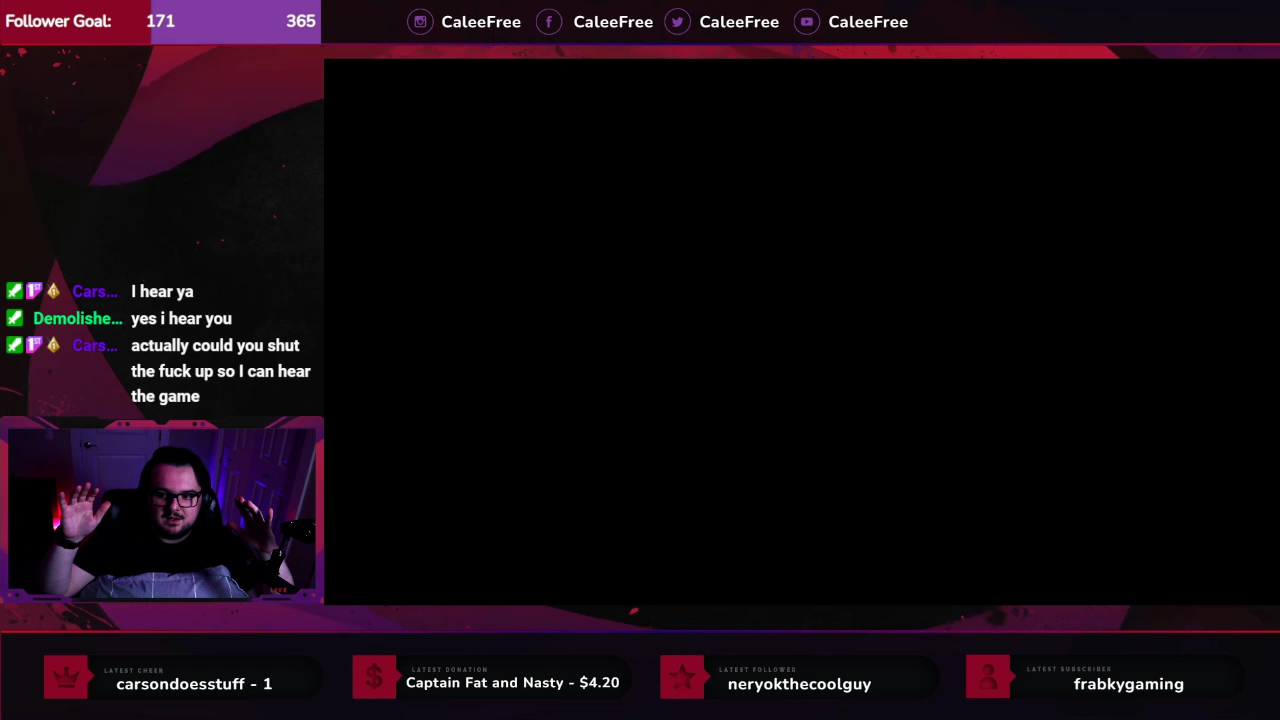 Follower Goal: 171 365
CaleeFree CaleeFree CaleeFree CaleeFree
Cars... I hear ya
Demolishe... yes i hear you
Cars... actually could you shut
the fuck up so I can hear
the game
LIVE
LATEST CHEER
carsondoesstuff - 1
LATEST DONATION
Captain Fat and Nasty - $4.20
LATEST FOLLOWER
neryokthecoolguy
LATEST SUBSCRIBER
frabkygaming